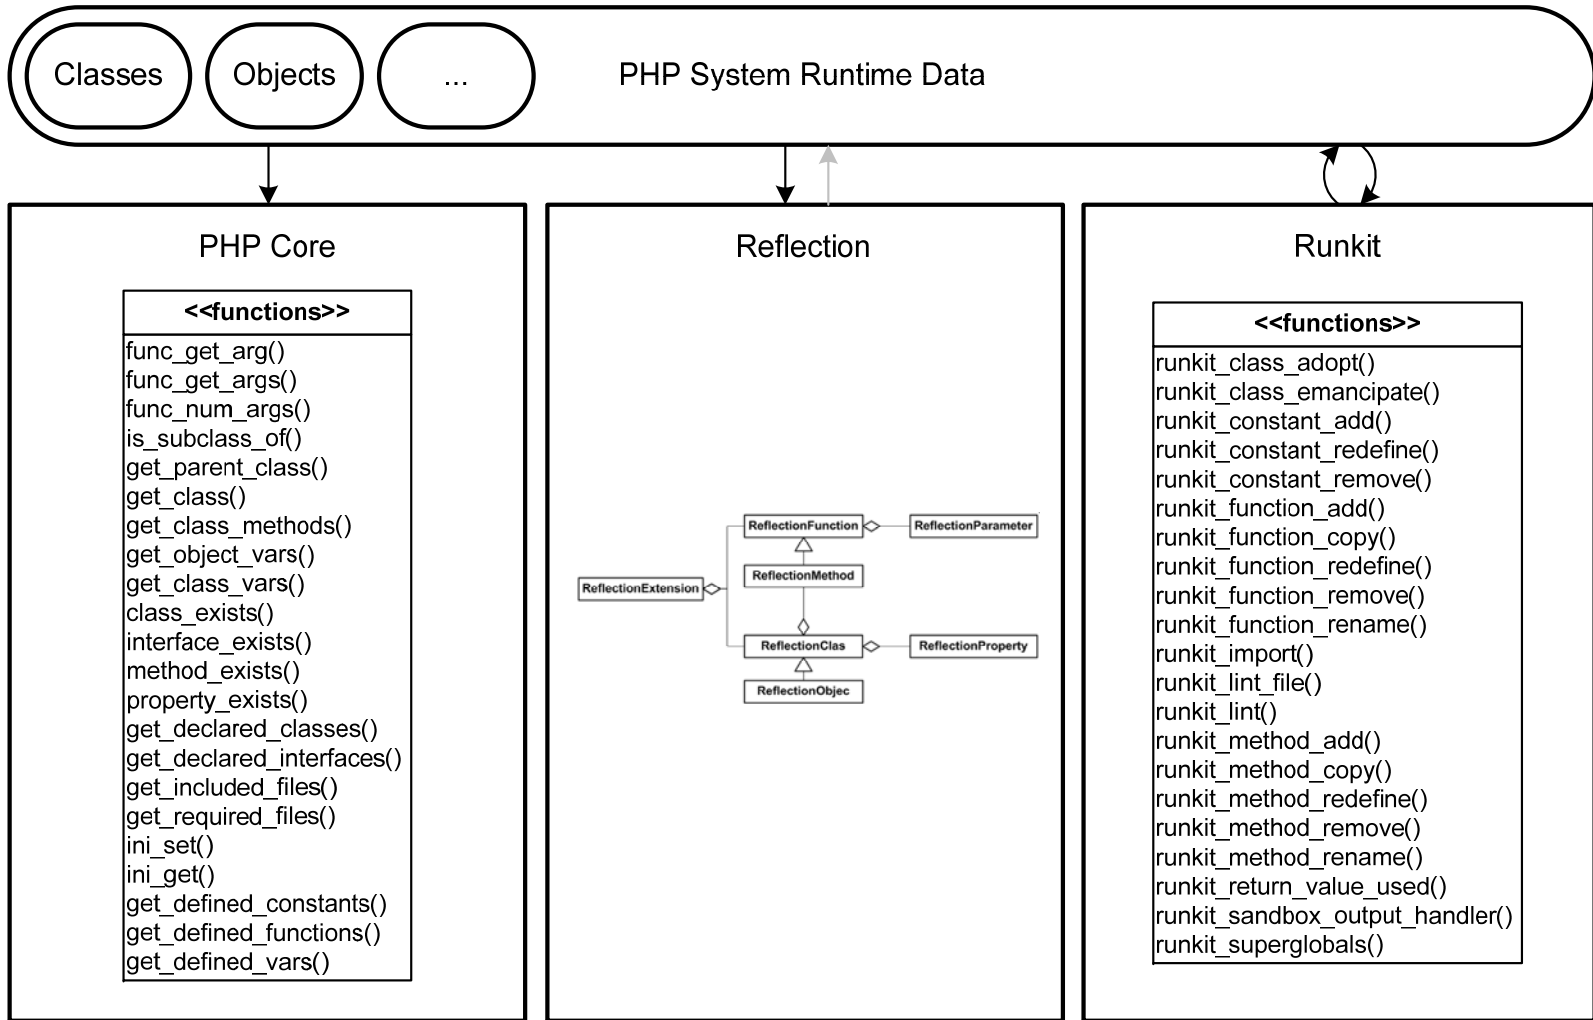 Classes
Objects
...
PHP System Runtime Data
PHP Core
<<functions>>
func_get_arg()
func_get_args()
func_num_args()
is_subclass_of()
get_parent_class()
get_class()
get_class_methods()
get_object_vars()
get_class_vars()
class_exists()
interface_exists()
method_exists()
property_exists()
get_declared_classes()
get_declared_interfaces()
get_included_files()
get_required_files()
ini_set()
ini_get()
get_defined_constants()
get_defined_functions()
get_defined_vars()
Reflection
ReflectionFunction
ReflectionParameter
ReflectionMethod
ReflectionExtension
ReflectionClas
ReflectionProperty
ReflectionObjec
Runkit
<<functions>>
runkit_class_adopt()
runkit_class_emancipate()
runkit_constant_add()
runkit_constant_redefine()
runkit_constant_remove()
runkit_function_add()
runkit_function_copy()
runkit_function_redefine()
runkit_function_remove()
runkit_function_rename()
runkit_import()
runkit_lint_file()
runkit_lint()
runkit_method_add()
runkit_method_copy()
runkit_method_redefine()
runkit_method_remove()
runkit_method_rename()
runkit_return_value_used()
runkit_sandbox_output_handler()
runkit_superglobals()